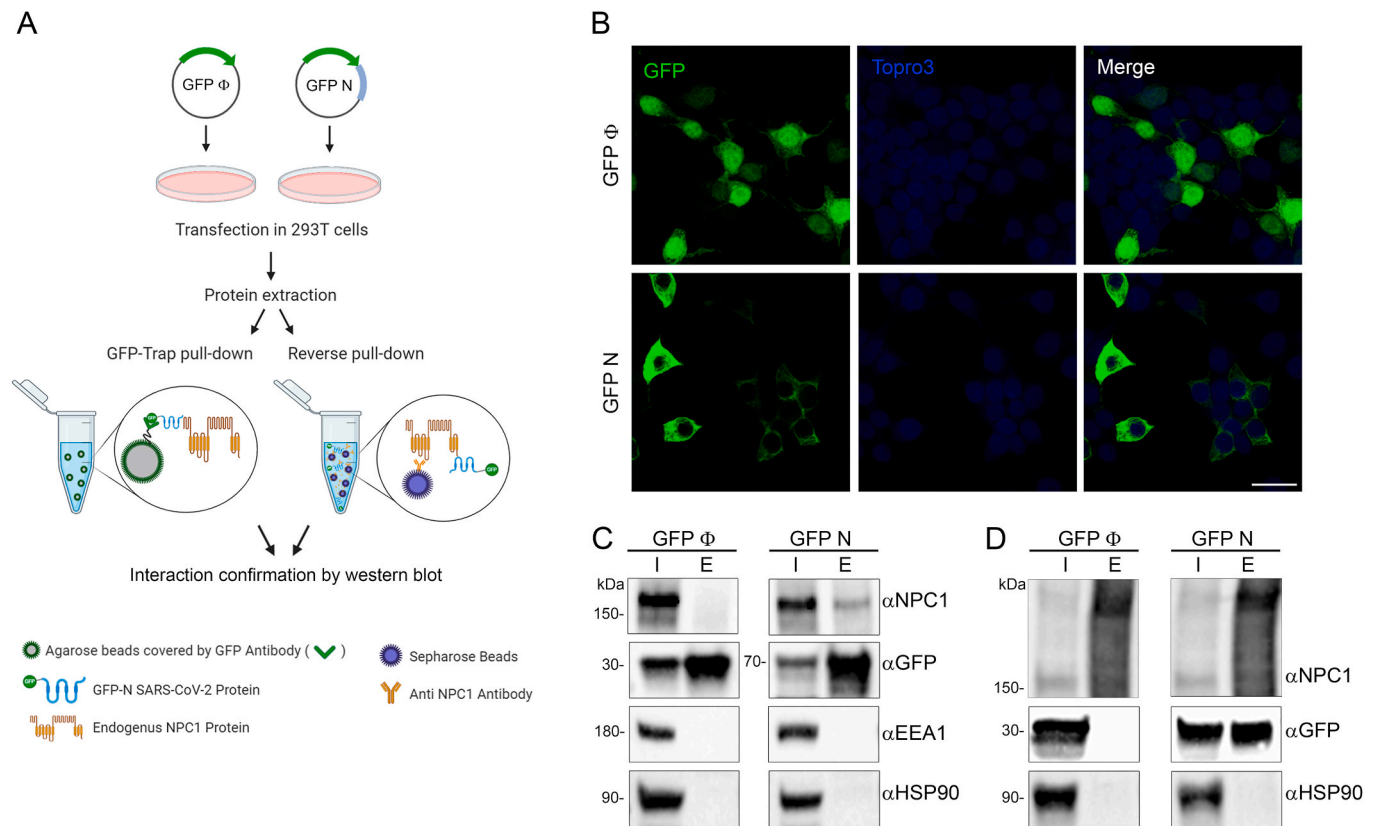 A
GFP Φ
GFP N
Transfection in 293T cells
Protein extraction
GFP-Trap pull-down
Reverse pull-down
GFP
GFP
Interaction confirmation by western blot
Agarose beads covered by GFP Antibody ( )
GFP
GFP-N SARS-CoV-2 Protein
Endogenus NPC1 Protein
Sepharose Beads
Anti NPC1 Antibody
B
GFP
Topro3
Merge
GFP Φ
GFP N
C
GFP Φ
GFP N
I E
I E
kDa
150-
αNPC1
30-
70-
αGFP
180-
αEEA1
90-
αHSP90
D
GFP Φ
GFP N
I E
I E
kDa
150-
αNPC1
30-
αGFP
90-
αHSP90